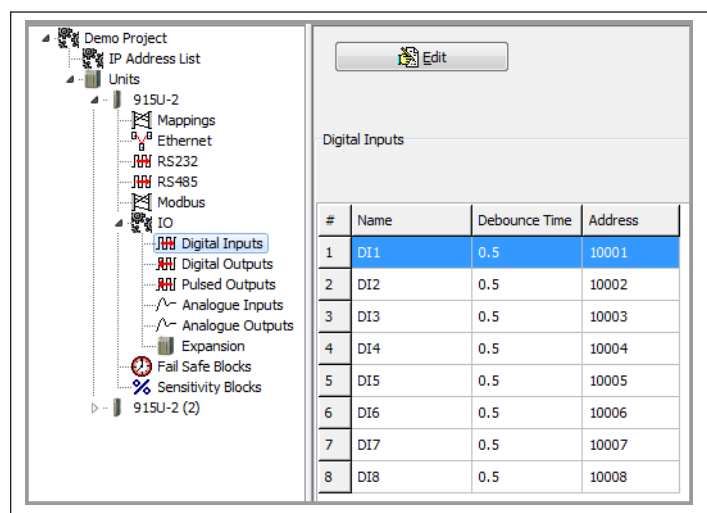 Demo Project
IP Address List
Units
915U-2
Mappings
Ethernet
RS232
RS485
Modbus
IO
Digital Inputs
Digital Outputs
Pulsed Outputs
Analogue Inputs
Analogue Outputs
Expansion
Fail Safe Blocks
Sensitivity Blocks
915U-2 (2)
Edit
Digital Inputs
# Name Debounce Time Address
1 DI1 0.5 10001
2 DI2 0.5 10002
3 DI3 0.5 10003
4 DI4 0.5 10004
5 DI5 0.5 10005
6 DI6 0.5 10006
7 DI7 0.5 10007
8 DI8 0.5 10008